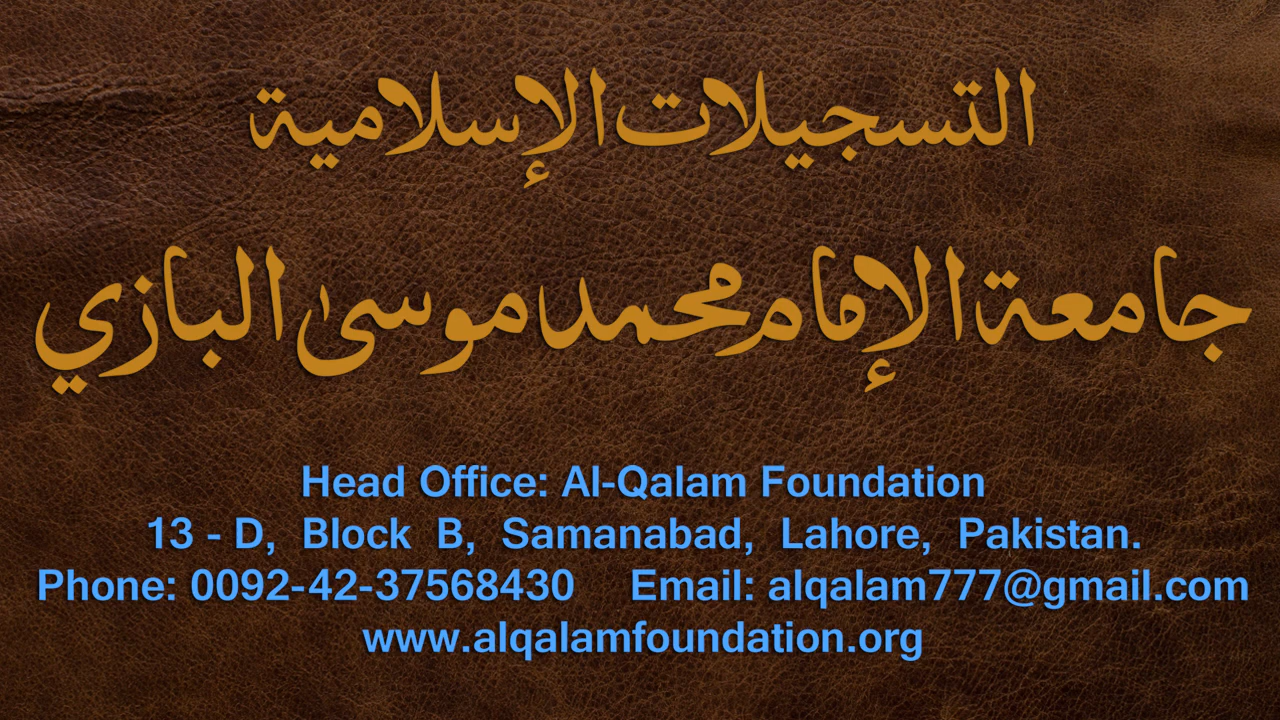 التسجيلات الإسلامية
جامعة الإمام محمد موسىٰ البازي
Head Office: Al-Qalam Foundation
13 - D, Block B, Samanabad, Lahore, Pakistan.
Phone: 0092-42-37568430 Email: alqalam777@gmail.com
www.alqalamfoundation.org